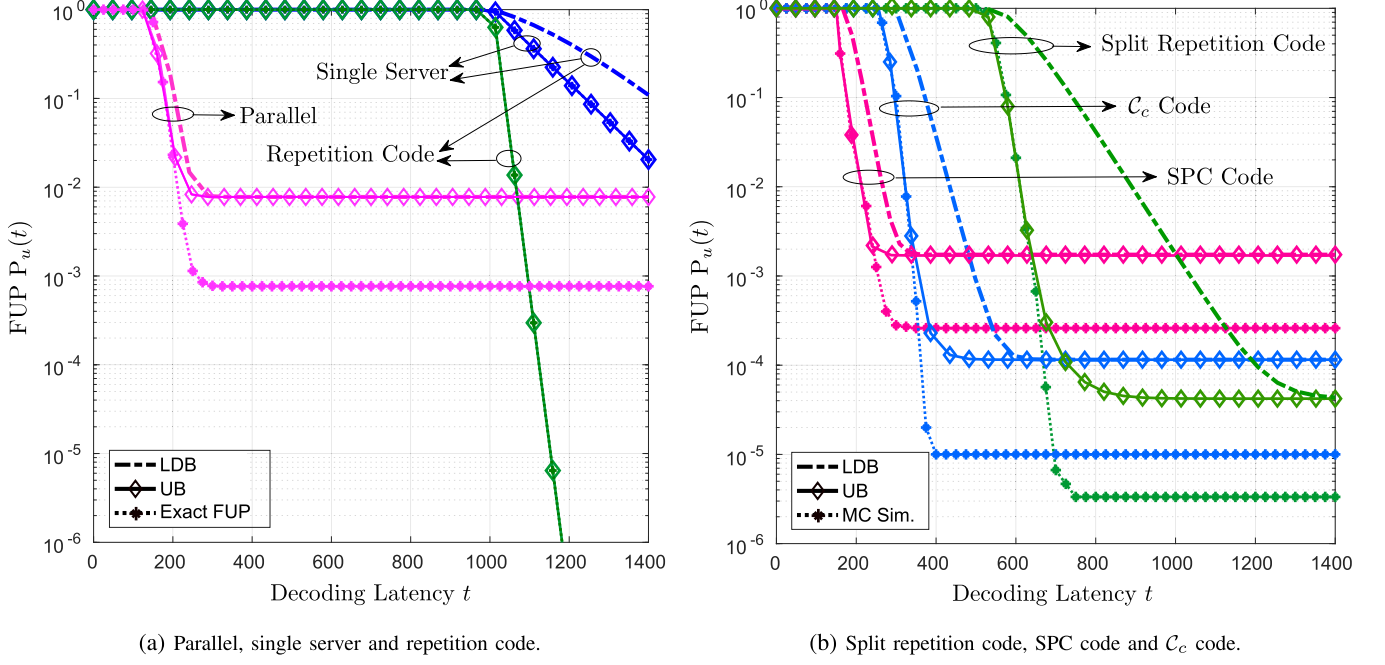 10^0
10^-1
10^-2
10^-3
10^-4
10^-5
10^-6
FUP P_u(t)
Single Server
Parallel
Repetition Code
LDB
UB
Exact FUP
0 200 400 600 800 1000 1200 1400
Decoding Latency t
(a) Parallel, single server and repetition code.
10^0
10^-1
10^-2
10^-3
10^-4
10^-5
10^-6
FUP P_u(t)
Split Repetition Code
𝒞_c Code
SPC Code
LDB
UB
MC Sim.
0 200 400 600 800 1000 1200 1400
Decoding Latency t
(b) Split repetition code, SPC code and 𝒞_c code.